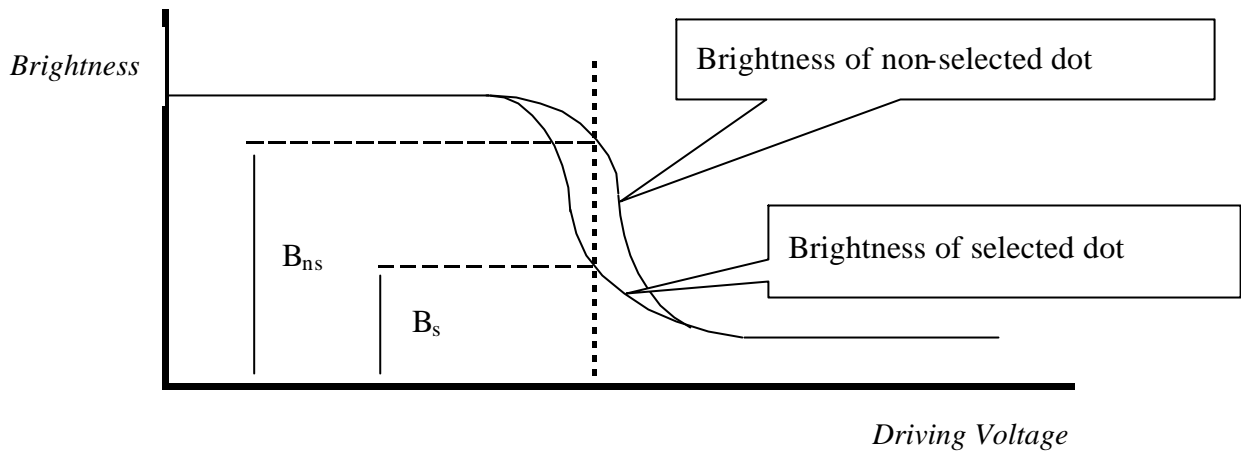 Brightness
Brightness of non-selected dot
Brightness of selected dot
Bns
Bs
Driving Voltage